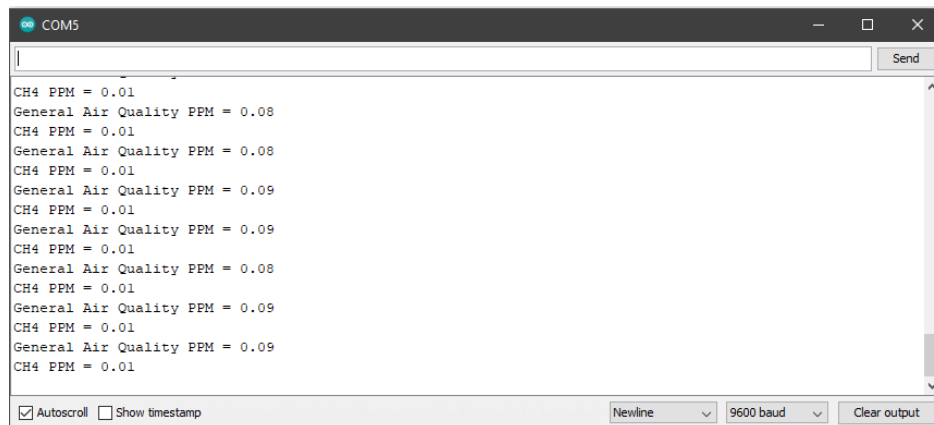 COM5
Send
CH4 PPM = 0.01
General Air Quality PPM = 0.08
CH4 PPM = 0.01
General Air Quality PPM = 0.08
CH4 PPM = 0.01
General Air Quality PPM = 0.09
CH4 PPM = 0.01
General Air Quality PPM = 0.09
CH4 PPM = 0.01
General Air Quality PPM = 0.08
CH4 PPM = 0.01
General Air Quality PPM = 0.09
CH4 PPM = 0.01
General Air Quality PPM = 0.09
CH4 PPM = 0.01
Autoscroll Show timestamp Newline 9600 baud Clear output